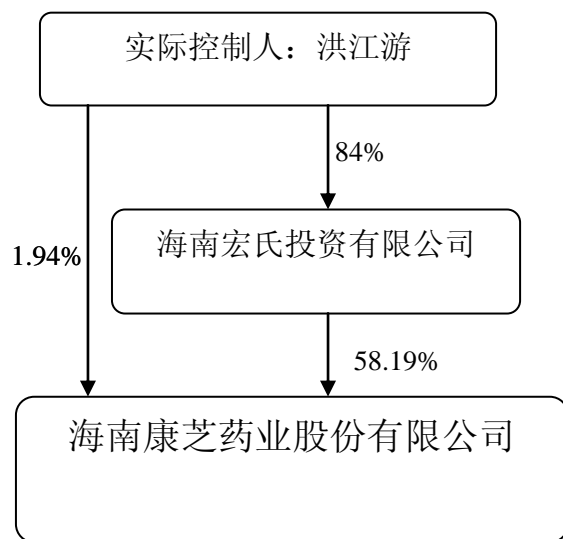 实际控制人：洪江游
84%
海南宏氏投资有限公司
1.94%
58.19%
海南康芝药业股份有限公司